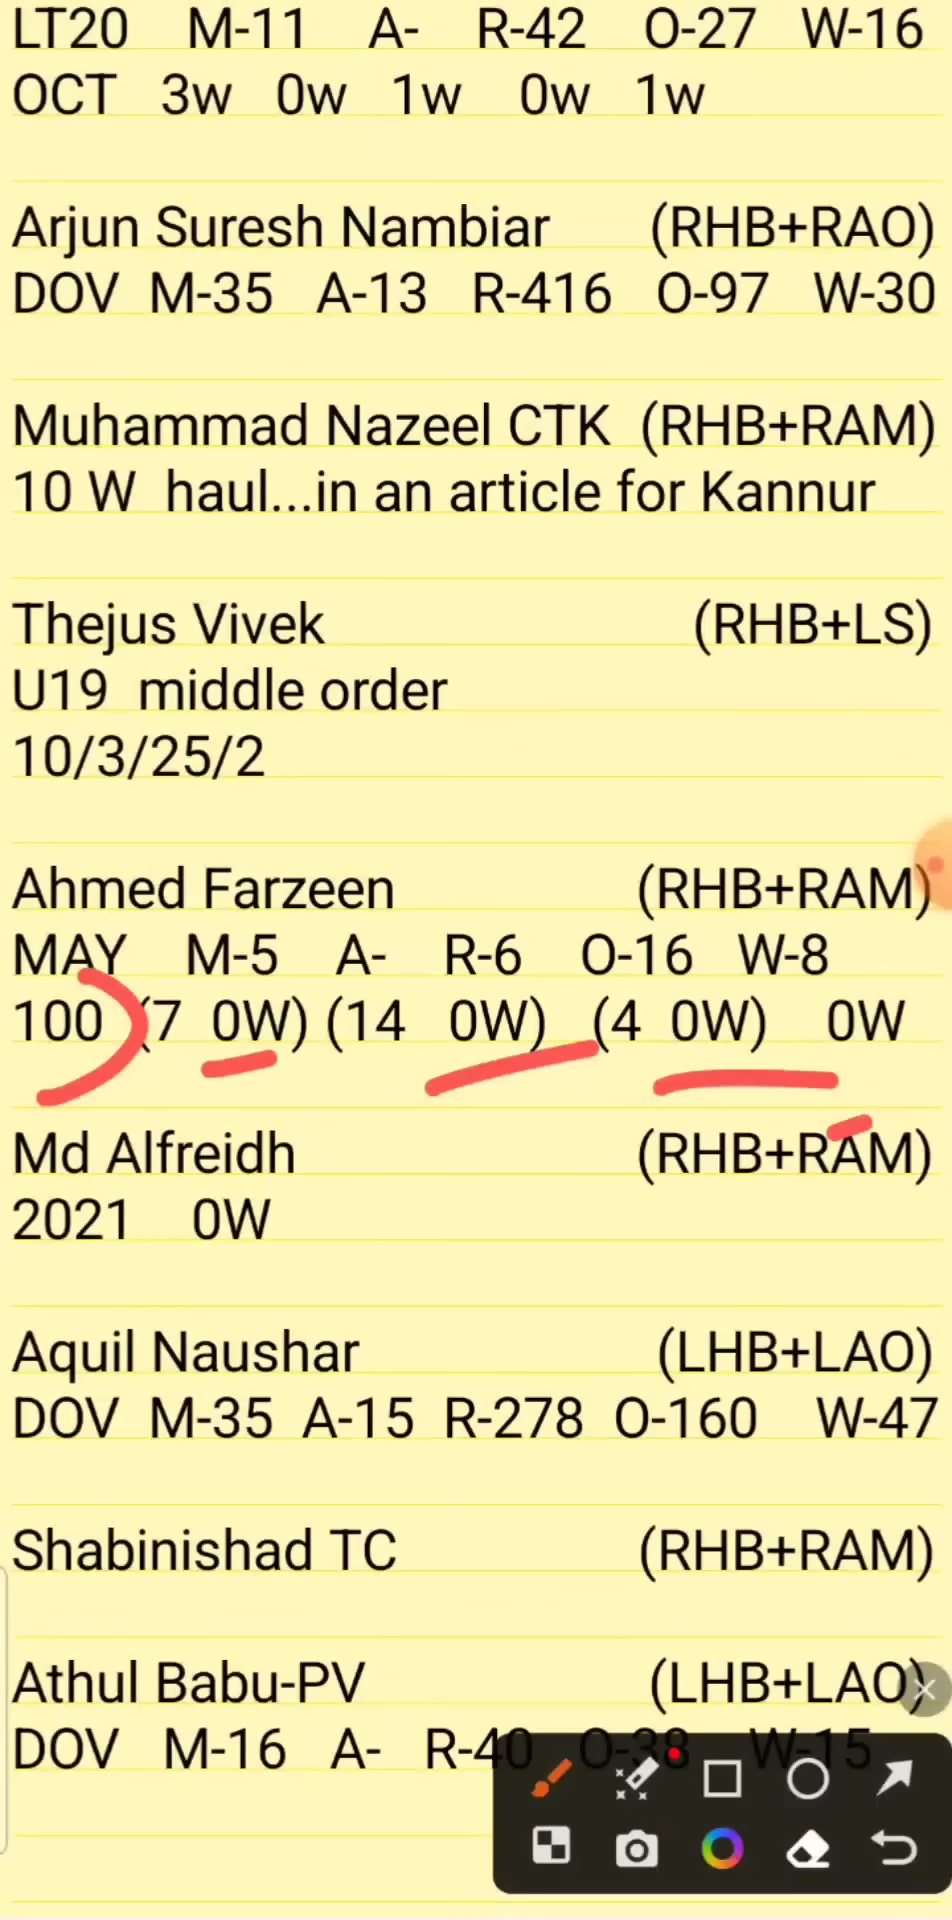 LT20 M-11 A- R-42 O-27 W-16
OCT 3w 0w 1w 0w 1w
Arjun Suresh Nambiar (RHB+RAO)
DOV M-35 A-13 R-416 O-97 W-30
Muhammad Nazeel CTK (RHB+RAM)
10 W haul...in an article for Kannur
Thejus Vivek (RHB+LS)
U19 middle order
10/3/25/2
Ahmed Farzeen (RHB+RAM)
MAY M-5 A- R-6 O-16 W-8
100 (7 0W) (14 0W) (4 0W) 0W
Md Alfreidh (RHB+RAM)
2021 0W
Aquil Naushar (LHB+LAO)
DOV M-35 A-15 R-278 O-160 W-47
Shabinishad TC (RHB+RAM)
Athul Babu-PV (LHB+LAO)
DOV M-16 A- R-40 O-38 W-15